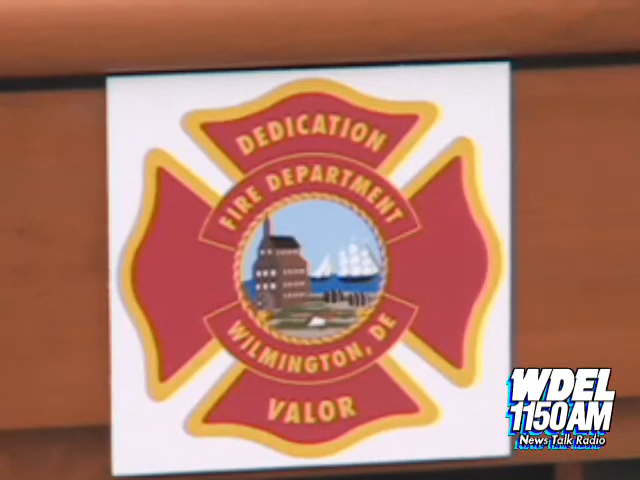 DEDICATION
FIRE DEPARTMENT
WILMINGTON, DE
VALOR
WDEL
1150AM
News Talk Radio